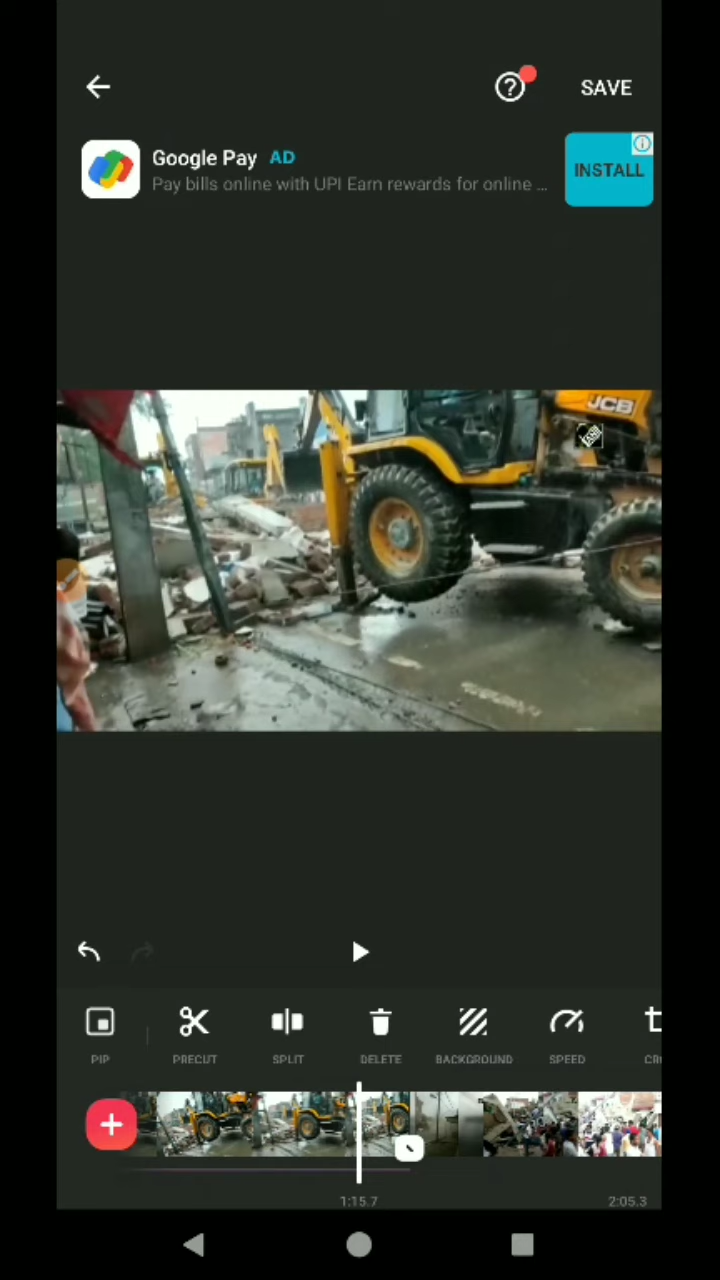 SAVE
Google Pay AD
Pay bills online with UPI Earn rewards for online ...
INSTALL
JCB
PIP
PRECUT
SPLIT
DELETE
BACKGROUND
SPEED
1:15.7
2:05.3